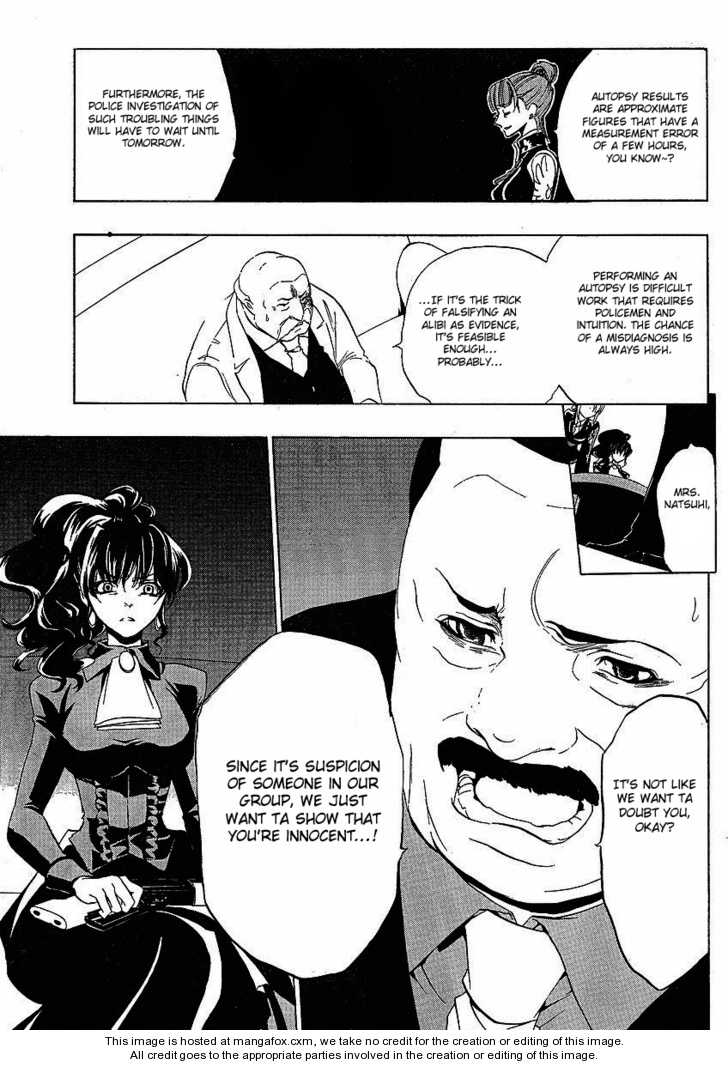 AUTOPSY RESULTS
ARE APPROXIMATE
FIGURES THAT HAVE A
MEASUREMENT ERROR
OF A FEW HOURS,
YOU KNOW~?
FURTHERMORE, THE
POLICE INVESTIGATION OF
SUCH TROUBLING THINGS
WILL HAVE TO WAIT UNTIL
TOMORROW.
PERFORMING AN
AUTOPSY IS DIFFICULT
WORK THAT REQUIRES
POLICEMEN AND
INTUITION. THE CHANCE
OF A MISDIAGNOSIS IS
ALWAYS HIGH.
...IF IT'S THE TRICK
OF FALSIFYING AN
ALIBI AS EVIDENCE,
IT'S FEASIBLE
ENOUGH...
PROBABLY...
MRS.
NATSUHI,
IT'S NOT LIKE
WE WANT TA
DOUBT YOU,
OKAY?
SINCE IT'S SUSPICION
OF SOMEONE IN OUR
GROUP, WE JUST
WANT TA SHOW THAT
YOU'RE INNOCENT...!
This image is hosted at mangafox.cxm, we take no credit for the creation or editing of this image.
All credit goes to the appropriate parties involved in the creation or editing of this image.